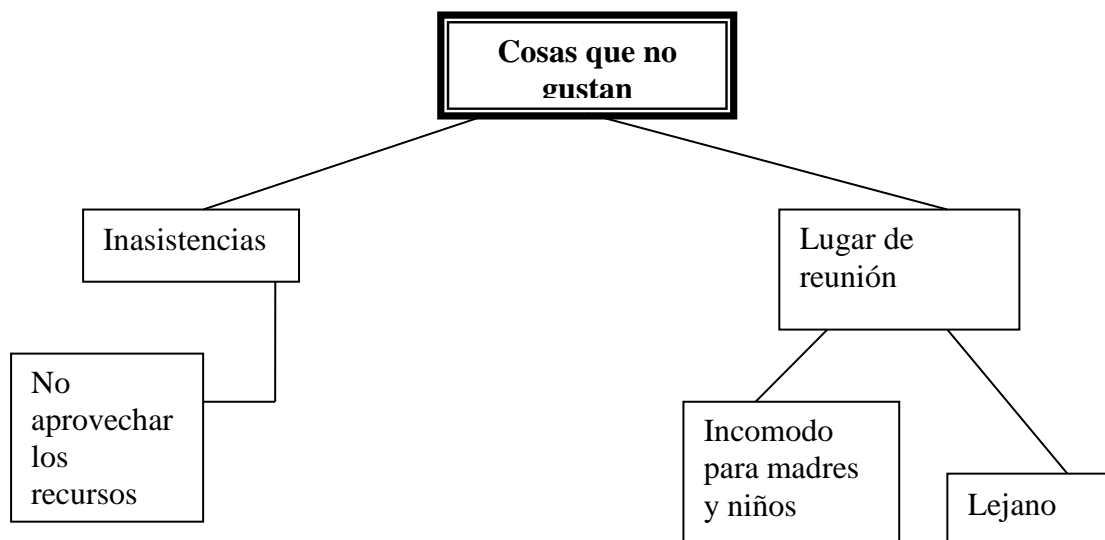 Cosas que no
gustan
Inasistencias
Lugar de
reunión
No
aprovechar
los
recursos
Incomodo
para madres
y niños
Lejano